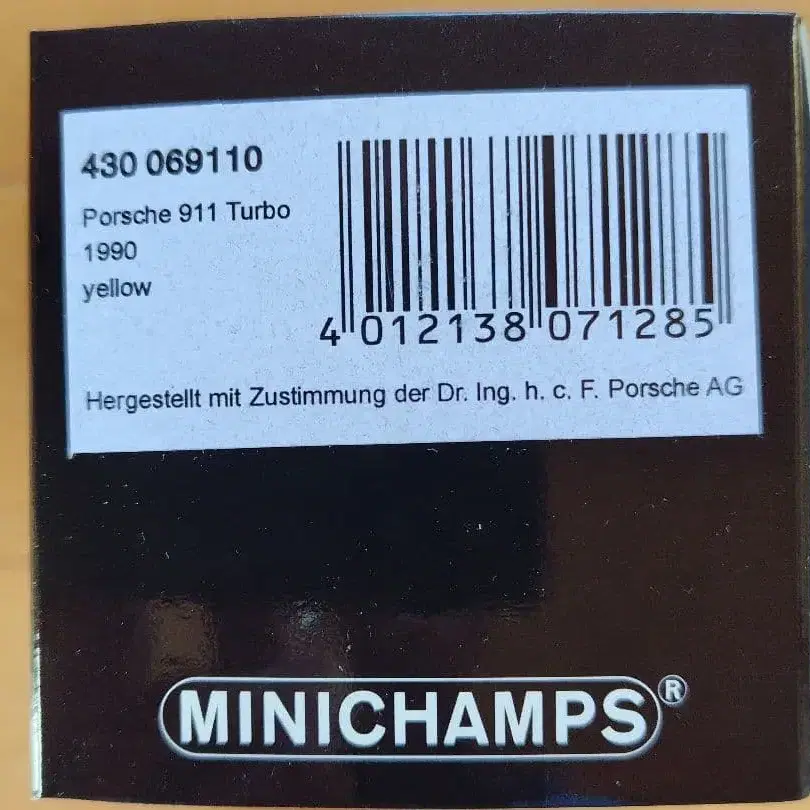 430 069110
Porsche 911 Turbo
1990
yellow
4 012138 071285
Hergestellt mit Zustimmung der Dr. Ing. h. c. F. Porsche AG
MINICHAMPS®